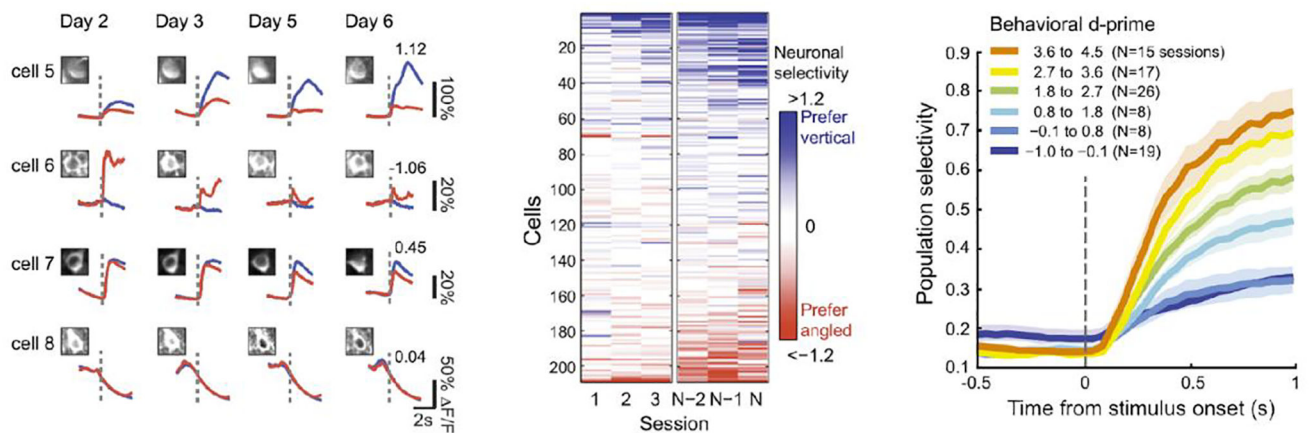 Day 2 Day 3 Day 5 Day 6
cell 5
1.12
100%
cell 6
-1.06
20%
cell 7
0.45
20%
cell 8
0.04
50% ΔF/F
2s
20
40
60
80
100
120
140
160
180
200
Cells
1 2 3 N−2 N−1 N
Session
Neuronal
selectivity
>1.2
Prefer
vertical
0
Prefer
angled
<−1.2
Behavioral d-prime
3.6 to 4.5 (N=15 sessions)
2.7 to 3.6 (N=17)
1.8 to 2.7 (N=26)
0.8 to 1.8 (N=8)
−0.1 to 0.8 (N=8)
−1.0 to −0.1 (N=19)
Population selectivity
0.9
0.8
0.7
0.6
0.5
0.4
0.3
0.2
0.1
-0.5 0 0.5 1
Time from stimulus onset (s)